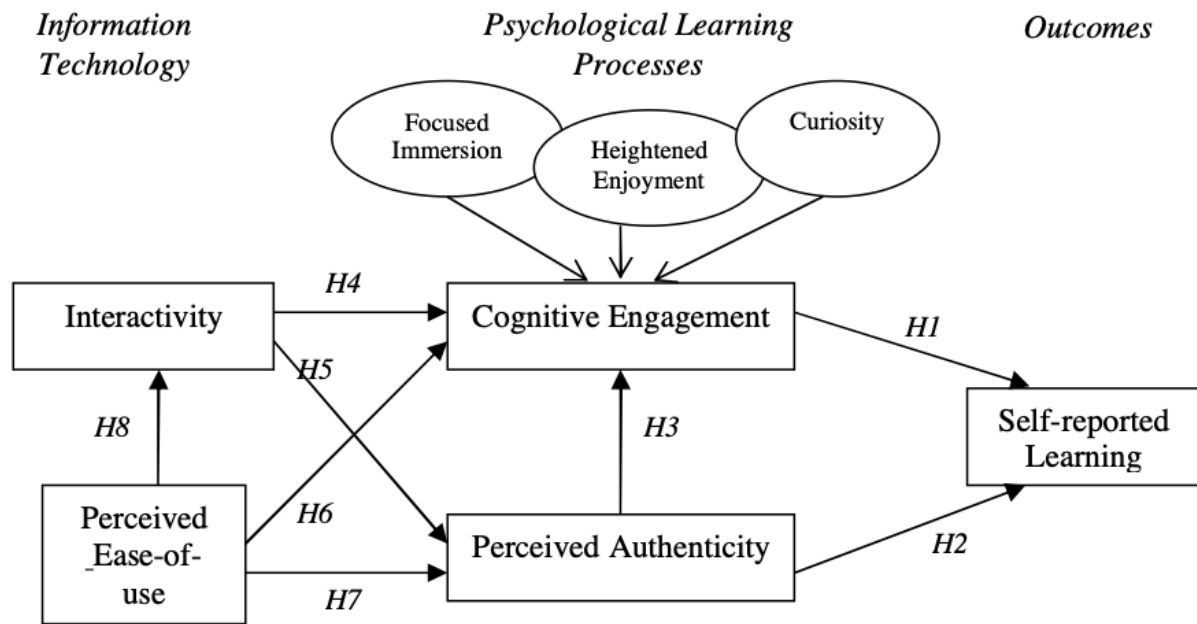 Information
Technology
Psychological Learning
Processes
Outcomes
Focused
Immersion
Heightened
Enjoyment
Curiosity
Interactivity
H4
Cognitive Engagement
H1
H5
H8
H3
Self-reported
Learning
Perceived
_Ease-of-
use
H6
H7
Perceived Authenticity
H2